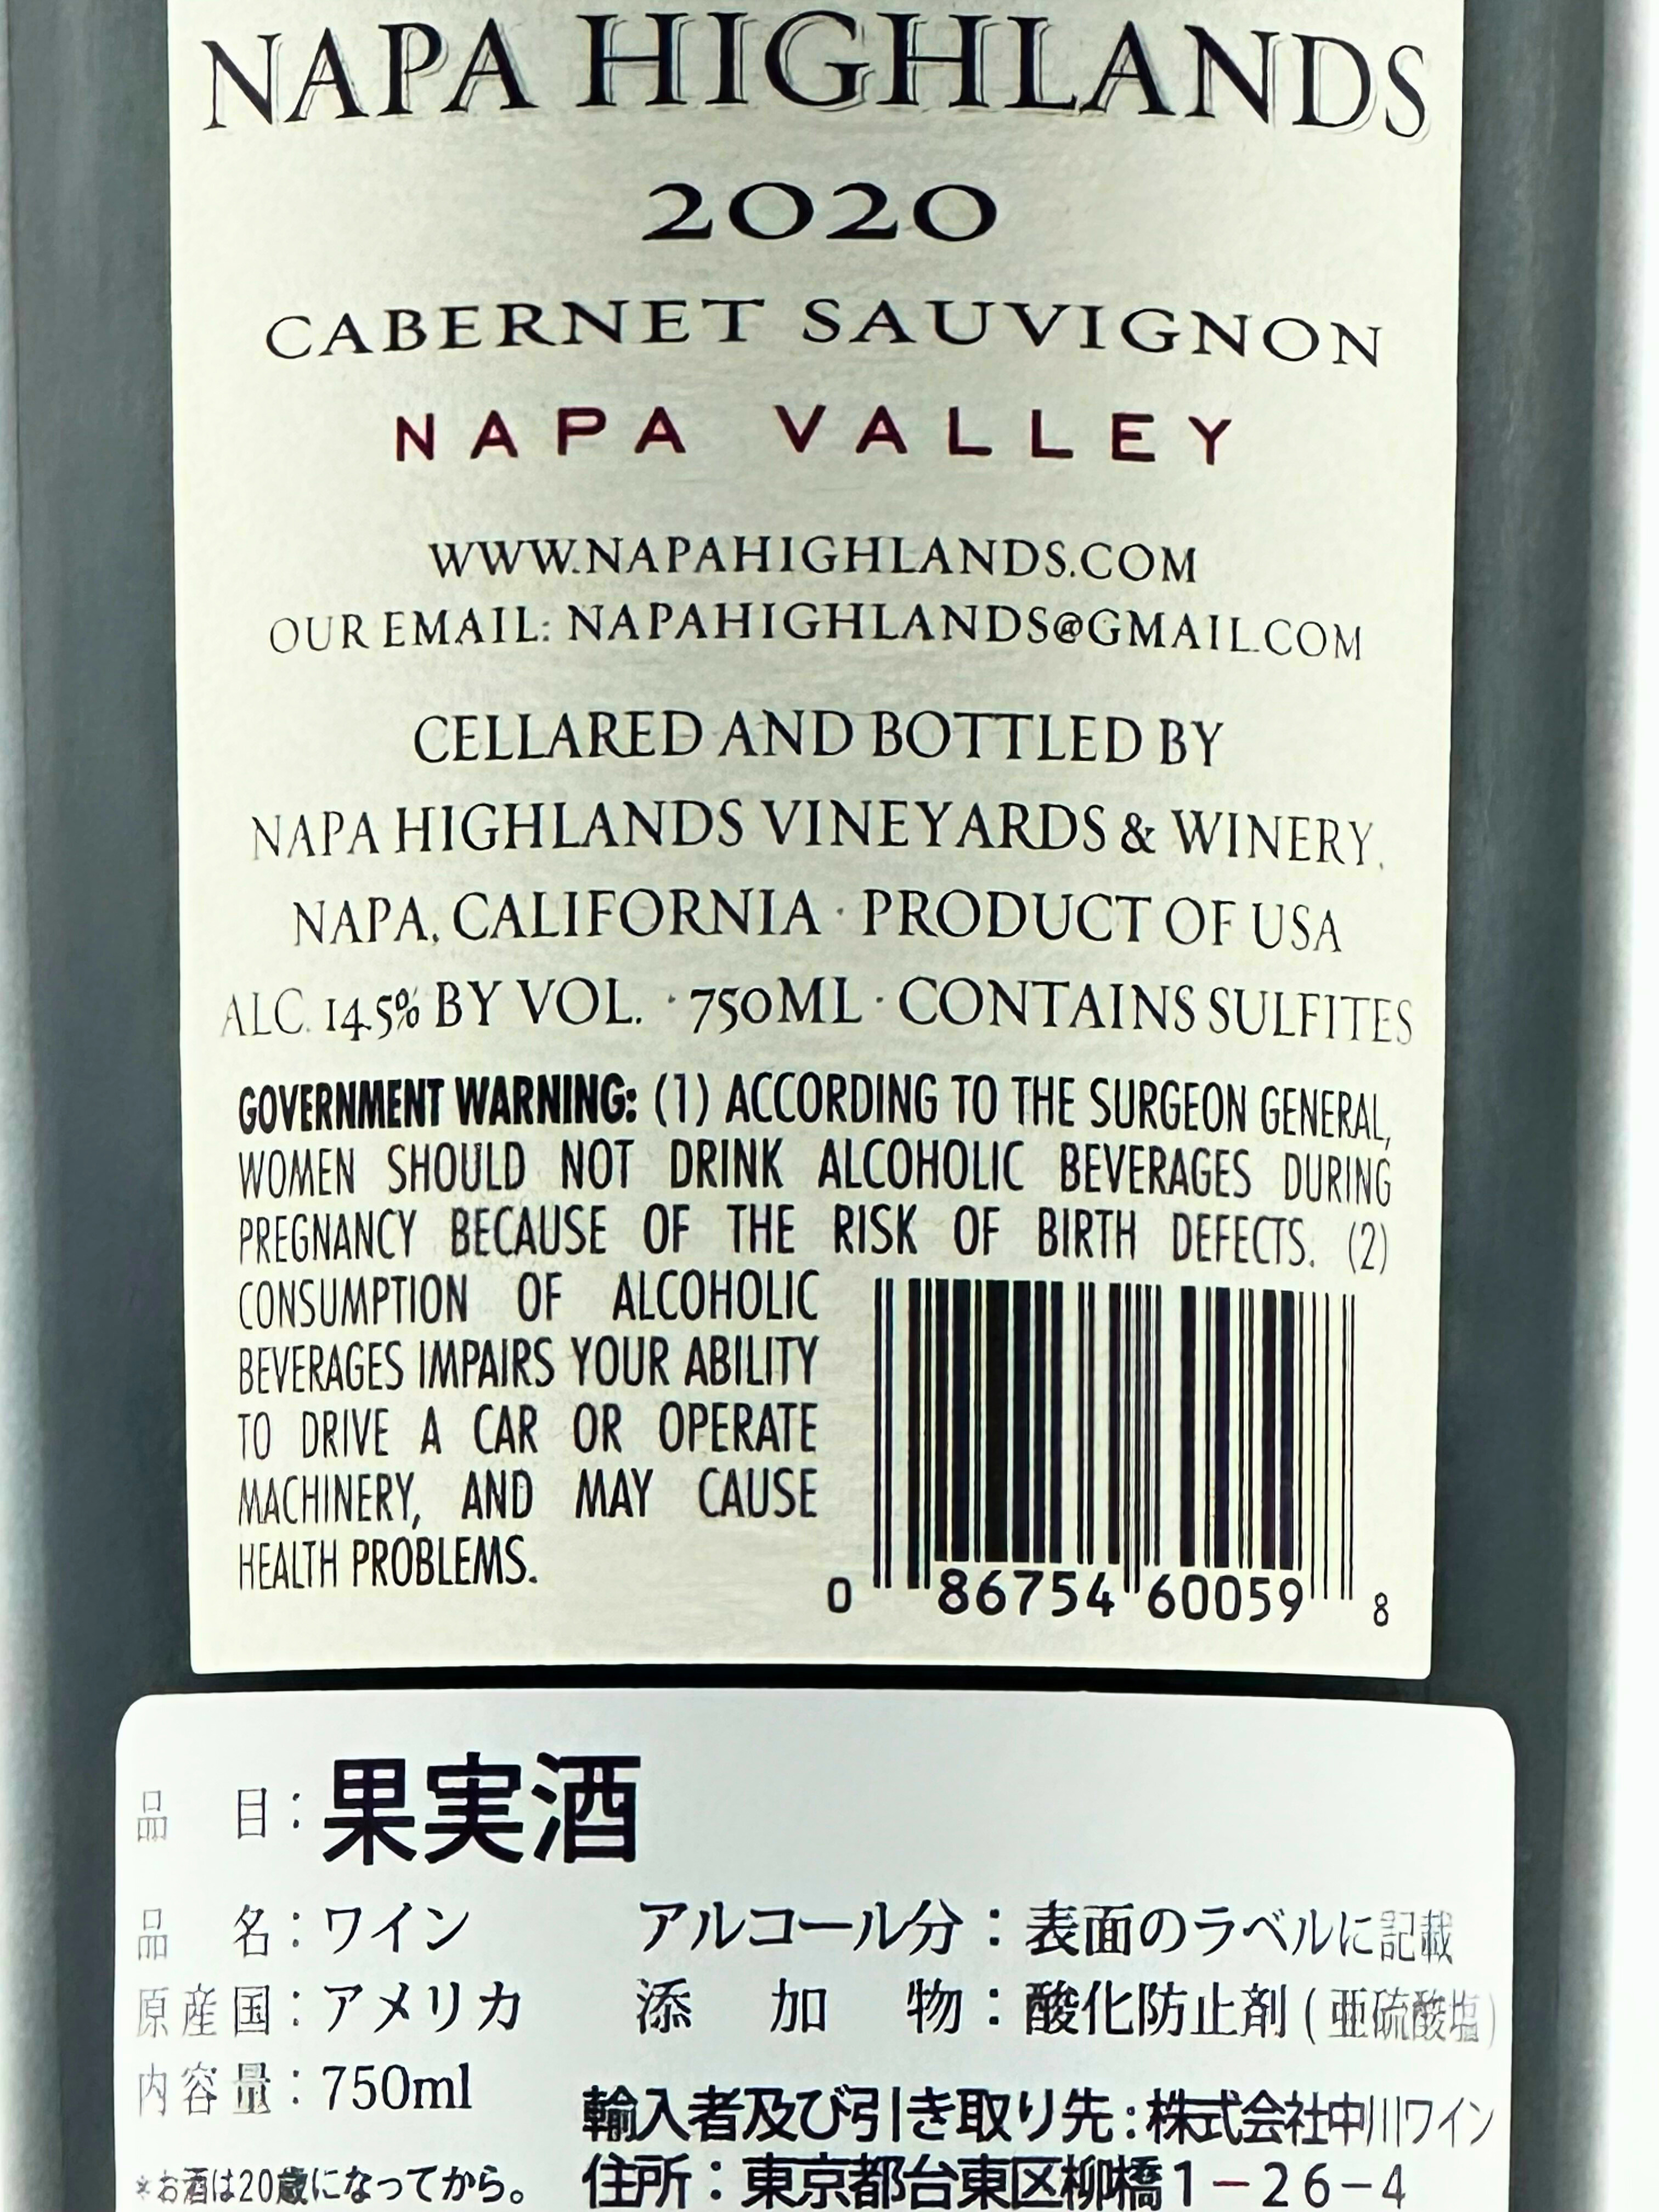 NAPA HIGHLANDS
2020
CABERNET SAUVIGNON
NAPA VALLEY
WWW.NAPAHIGHLANDS.COM
OUR EMAIL: NAPAHIGHLANDS@GMAIL.COM
CELLARED AND BOTTLED BY
NAPA HIGHLANDS VINEYARDS & WINERY.
NAPA, CALIFORNIA · PRODUCT OF USA
ALC. 14.5% BY VOL. · 750ML · CONTAINS SULFITES
GOVERNMENT WARNING: (1) ACCORDING TO THE SURGEON GENERAL,
WOMEN SHOULD NOT DRINK ALCOHOLIC BEVERAGES DURING
PREGNANCY BECAUSE OF THE RISK OF BIRTH DEFECTS. (2)
CONSUMPTION OF ALCOHOLIC
BEVERAGES IMPAIRS YOUR ABILITY
TO DRIVE A CAR OR OPERATE
MACHINERY, AND MAY CAUSE
HEALTH PROBLEMS.
0 86754 60059 8
品目：果実酒
品名：ワイン アルコール分：表面のラベルに記載
原産国：アメリカ 添加物：酸化防止剤(亜硫酸塩)
内容量：750ml
輸入者及び引き取り先：株式会社中川ワイン
※お酒は20歳になってから。 住所：東京都台東区柳橋1－26－4